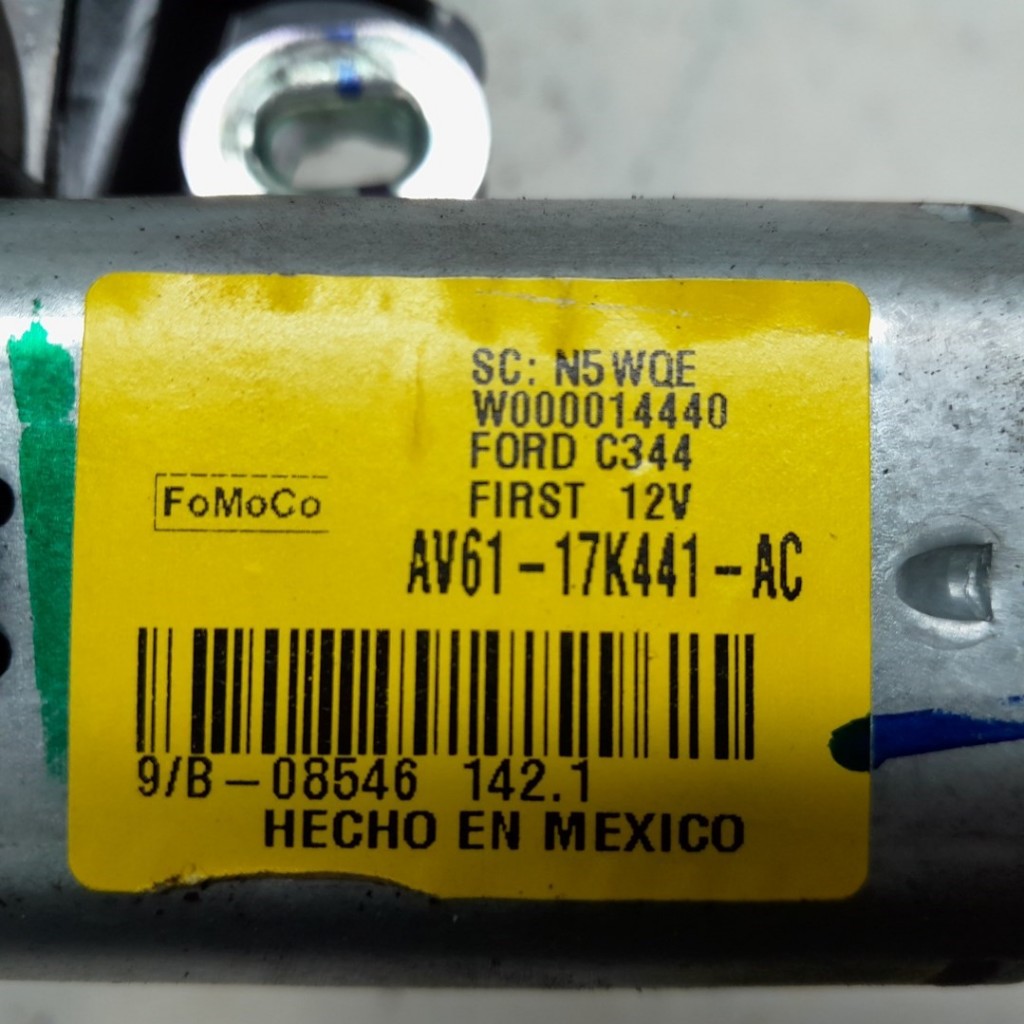 SC: N5WQE
W000014440
FORD C344
FoMoCo
FIRST 12V
AV61-17K441-AC
9/B-08546 142.1
HECHO EN MEXICO